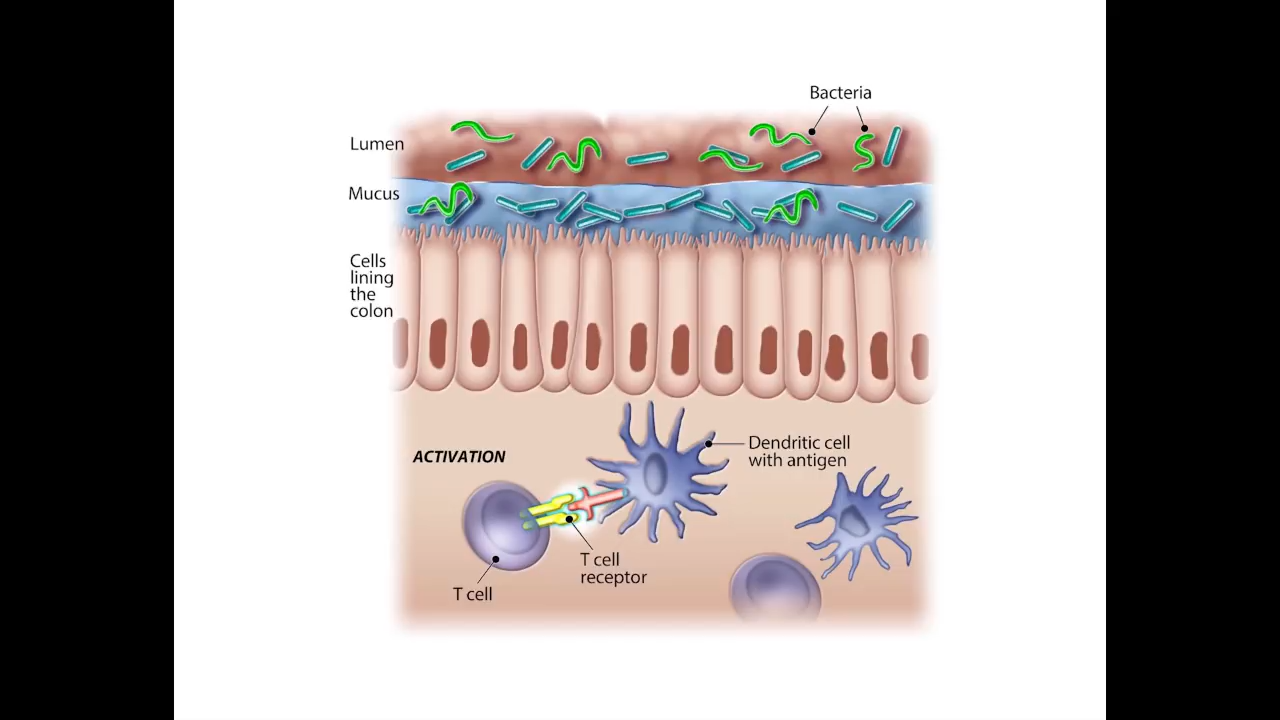 Bacteria
Lumen
Mucus
Cells
lining
the
colon
ACTIVATION
Dendritic cell
with antigen
T cell
receptor
T cell